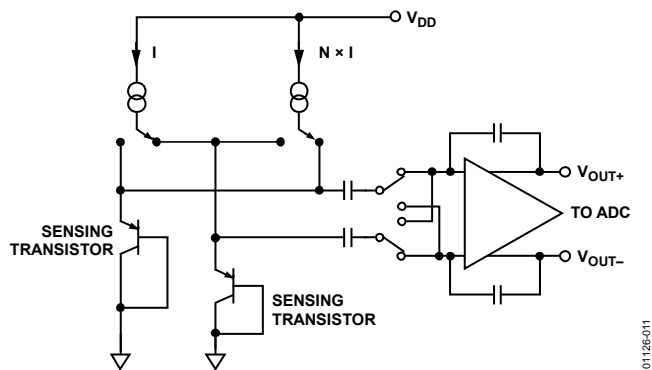 V_DD
I
N × I
V_OUT+
TO ADC
V_OUT–
SENSING
TRANSISTOR
SENSING
TRANSISTOR
01126-011